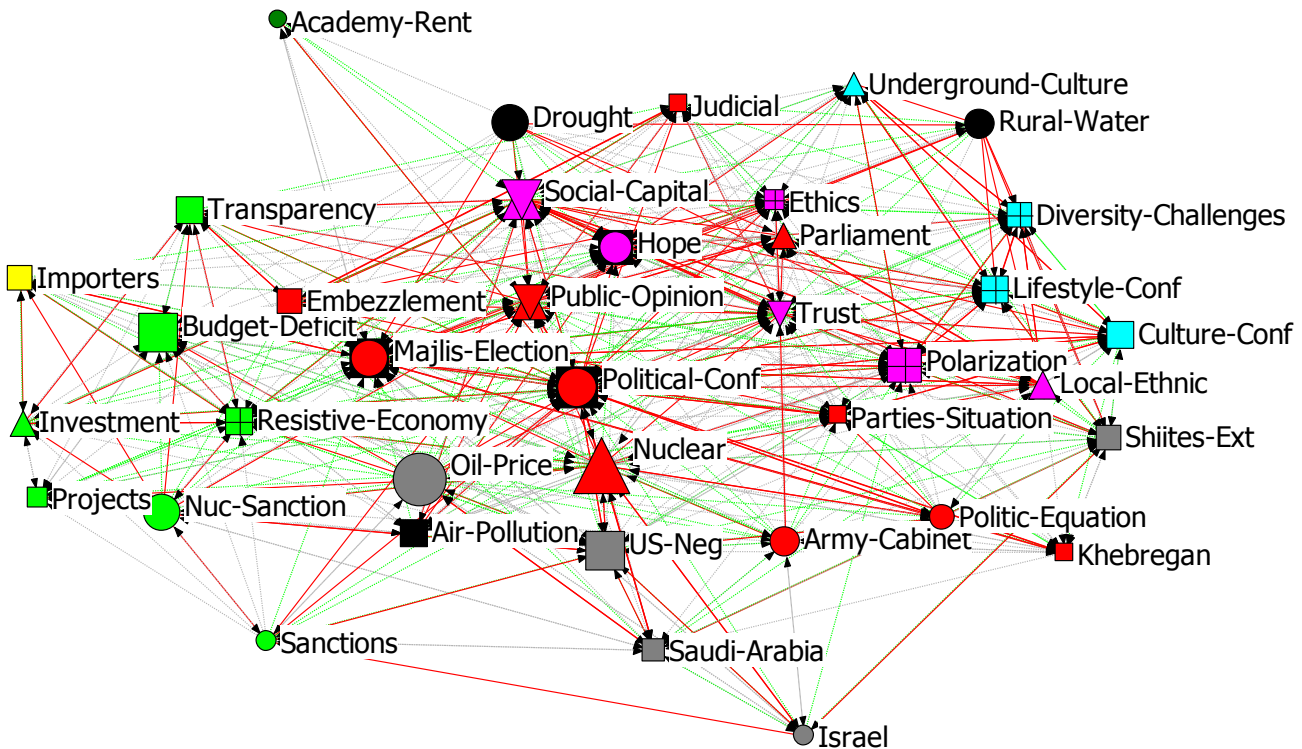 Academy-Rent
Underground-Culture
Judicial
Drought
Rural-Water
Social-Capital
Ethics
Transparency
Diversity-Challenges
Parliament
Hope
Importers
Lifestyle-Conf
Public-Opinion
Embezzlement
Trust
Budget-Deficit
Culture-Conf
Majlis-Election
Polarization
Political-Conf
Local-Ethnic
Parties-Situation
Investment
Resistive-Economy
Shiites-Ext
Nuclear
Oil-Price
Projects
Nuc-Sanction
Politic-Equation
Air-Pollution
Army-Cabinet
US-Neg
Khebregan
Sanctions
Saudi-Arabia
Israel